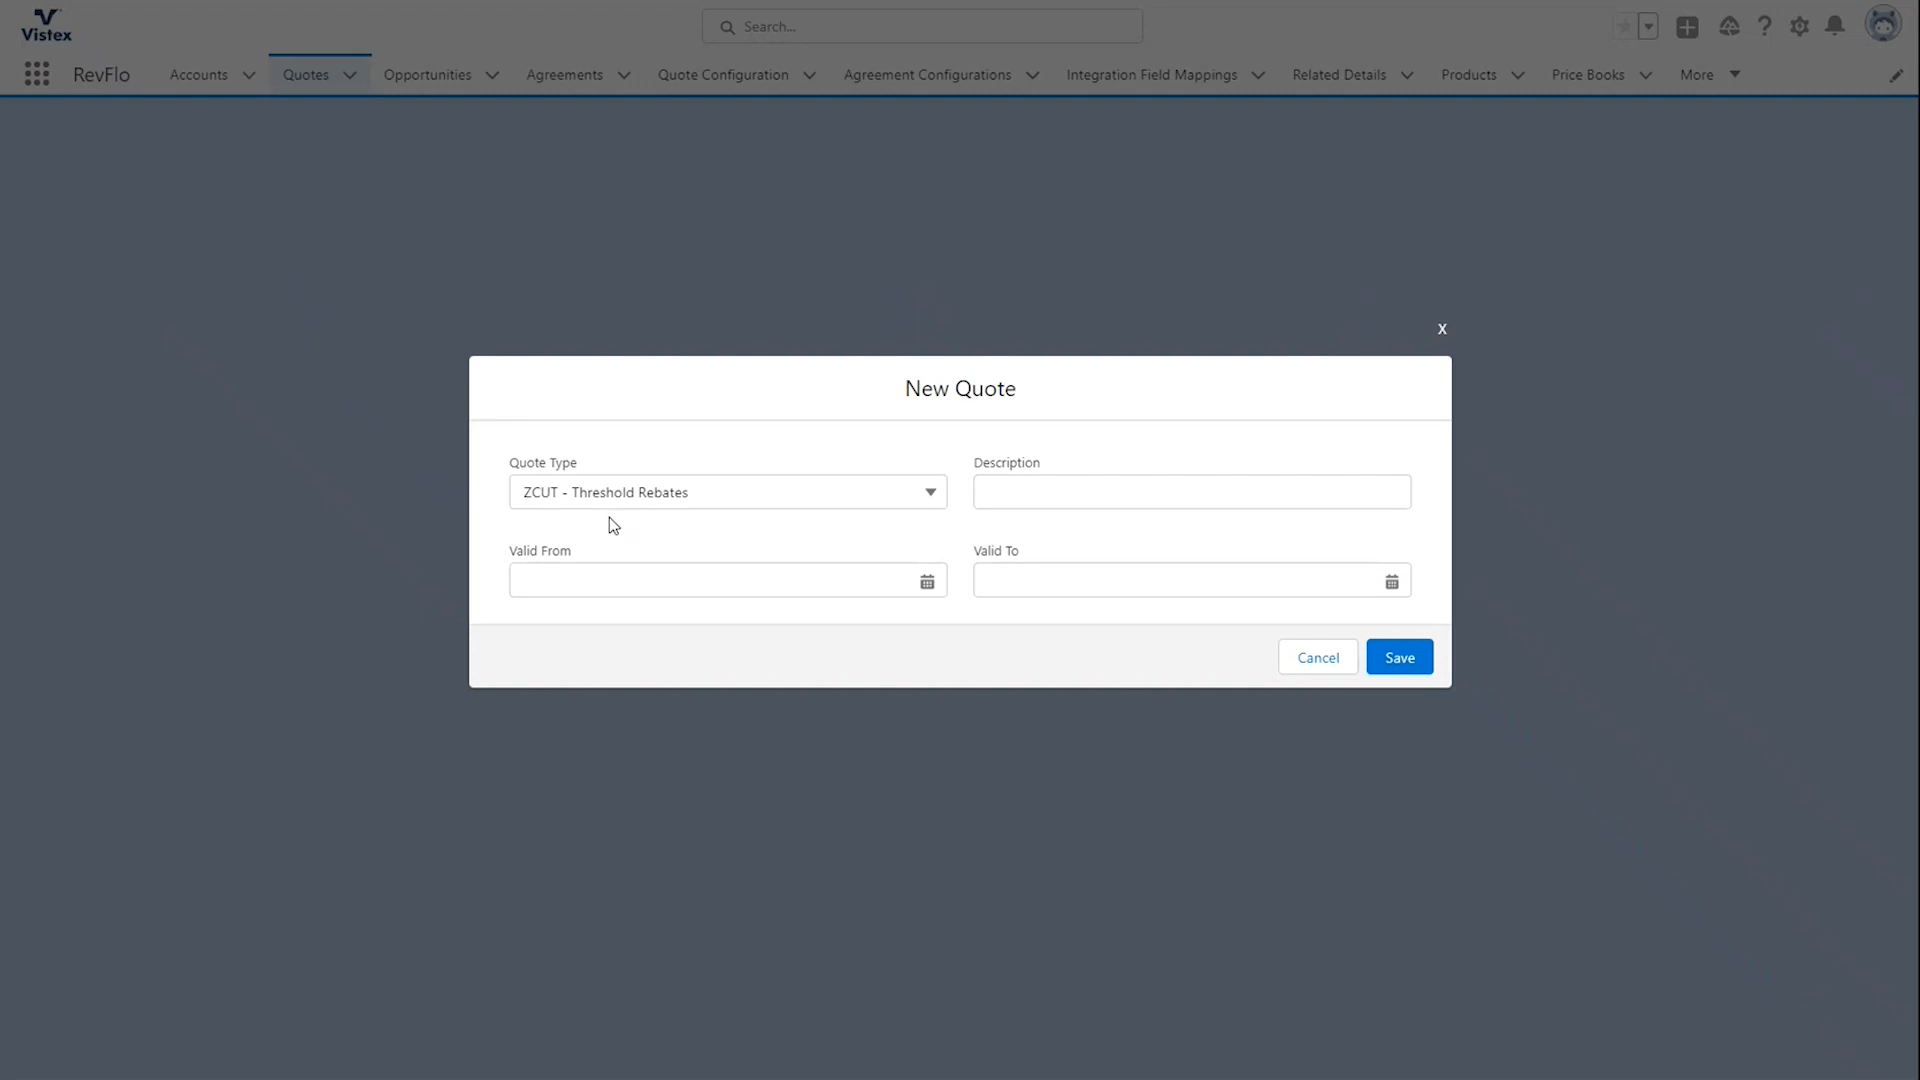 Vistex
Search...
RevFlo
Accounts
Quotes
Opportunities
Agreements
Quote Configuration
Agreement Configurations
Integration Field Mappings
Related Details
Products
Price Books
More
X
New Quote
Quote Type
Description
ZCUT - Threshold Rebates
Valid From
Valid To
Cancel
Save